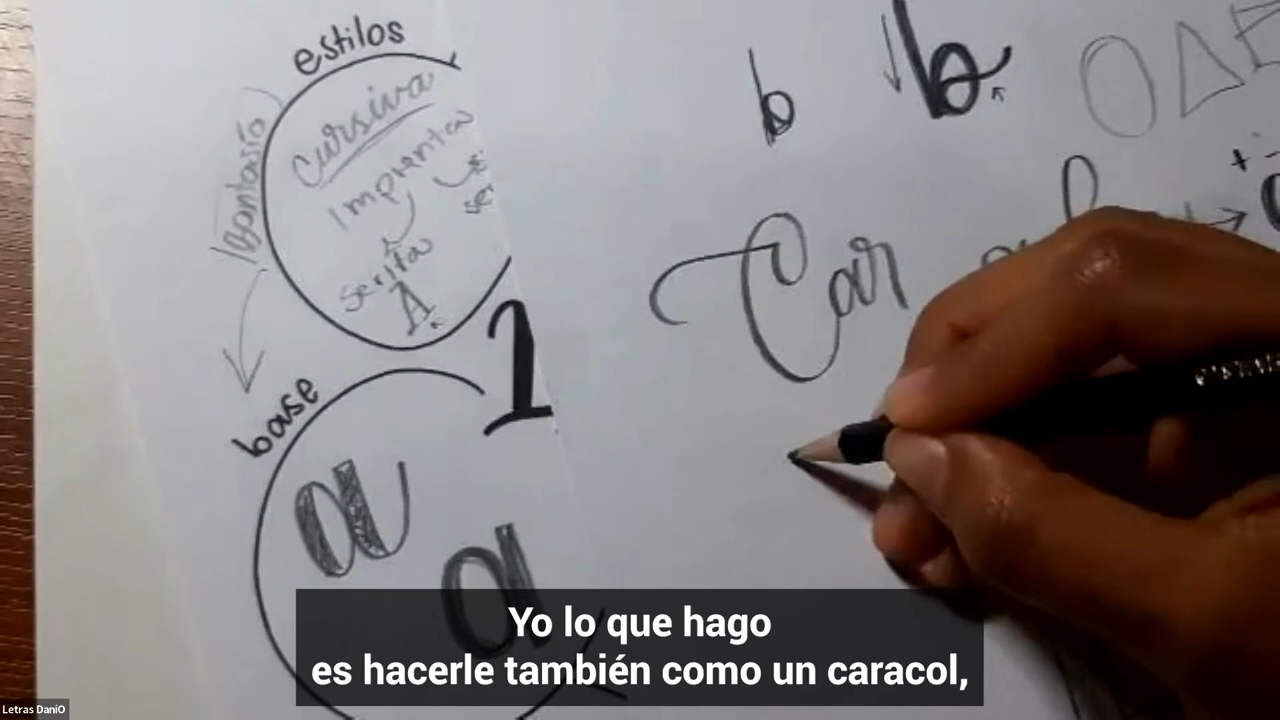 estilos
cursiva
Imprenta
serifa
A
fantasía
base
a
a
1
b
b
Car
Yo lo que hago
es hacerle también como un caracol,
Letras DaniO